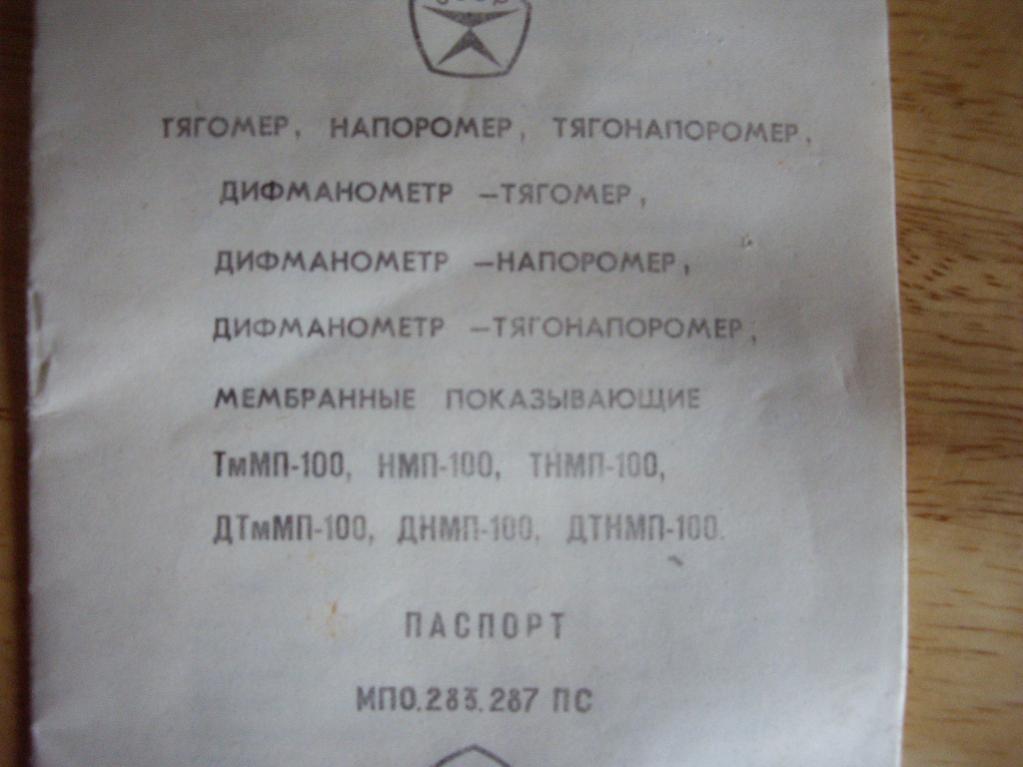 ТЯГОМЕР, НАПОРОМЕР, ТЯГОНАПОРОМЕР,
ДИФМАНОМЕТР –ТЯГОМЕР,
ДИФМАНОМЕТР –НАПОРОМЕР,
ДИФМАНОМЕТР –ТЯГОНАПОРОМЕР,
МЕМБРАННЫЕ ПОКАЗЫВАЮЩИЕ
ТмМП-100, НМП-100, ТНМП-100,
ДТмМП-100, ДНМП-100, ДТНМП-100.
ПАСПОРТ
МПО.283.287 ПС